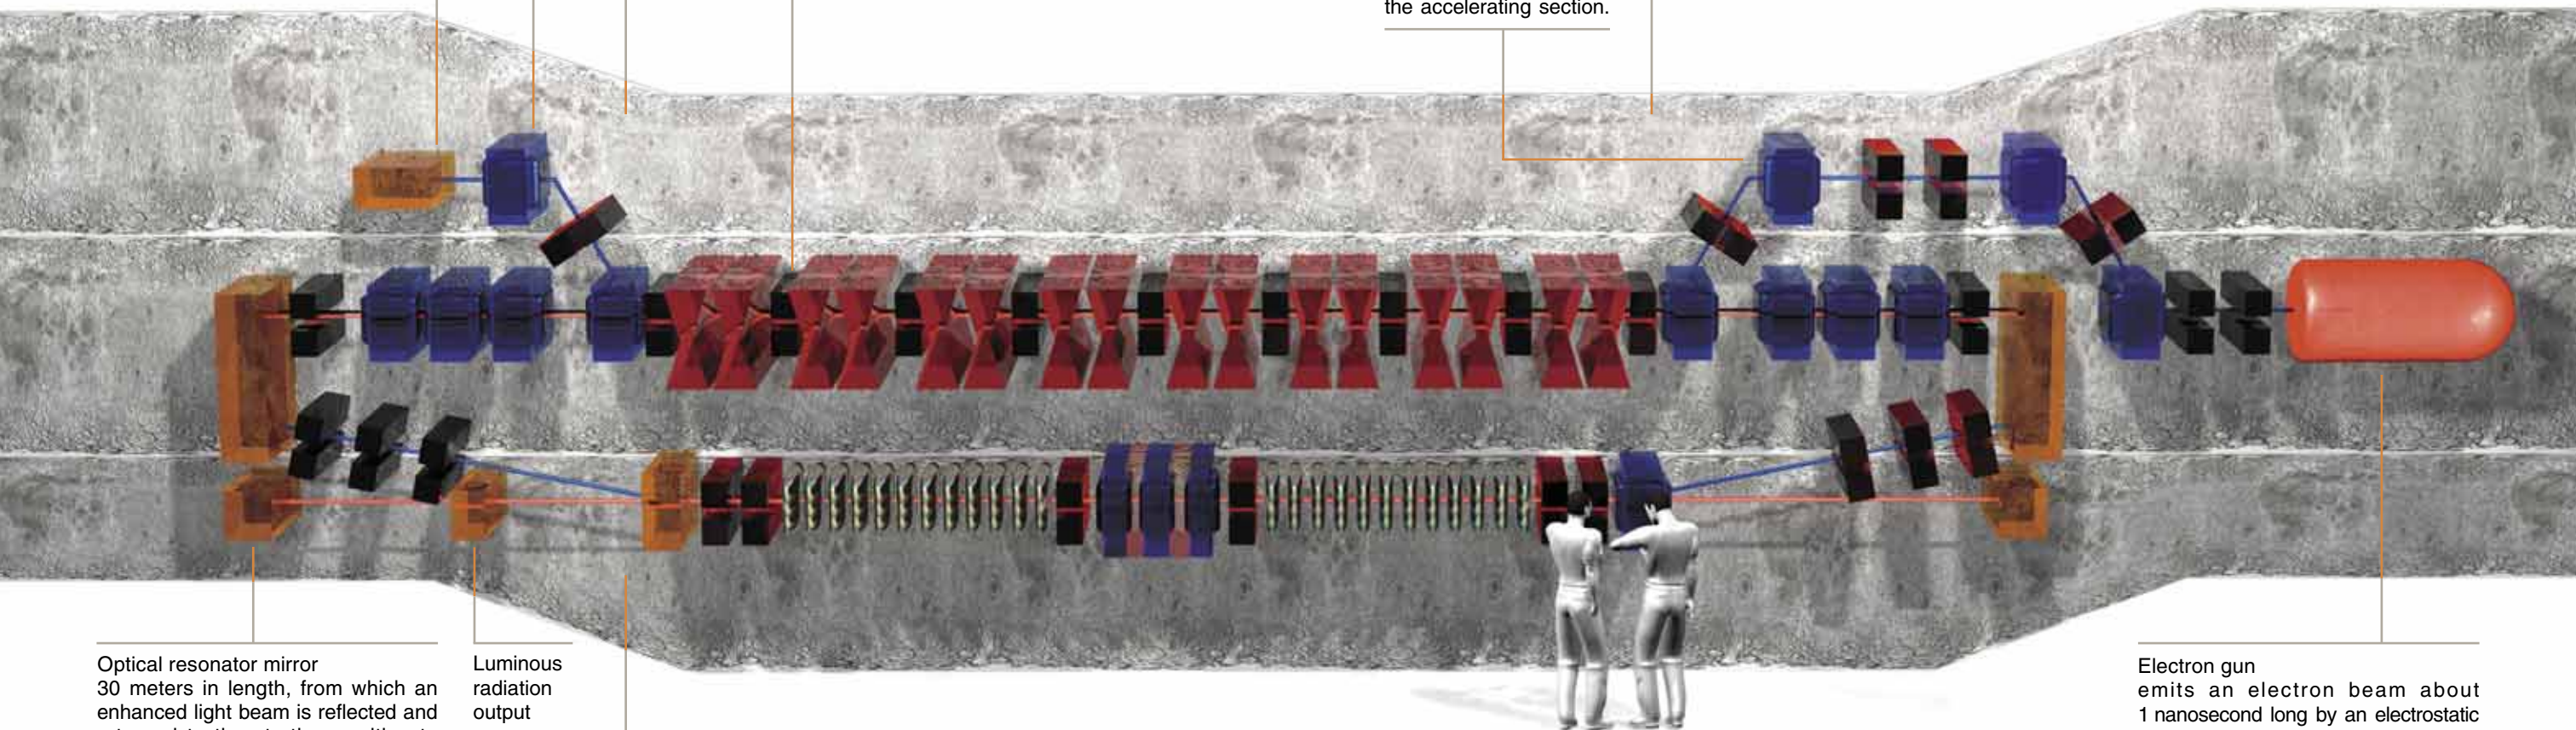 the accelerating section.
Optical resonator mirror
30 meters in length, from which an
enhanced light beam is reflected and
Luminous
radiation
output
Electron gun
emits an electron beam about
1 nanosecond long by an electrostatic